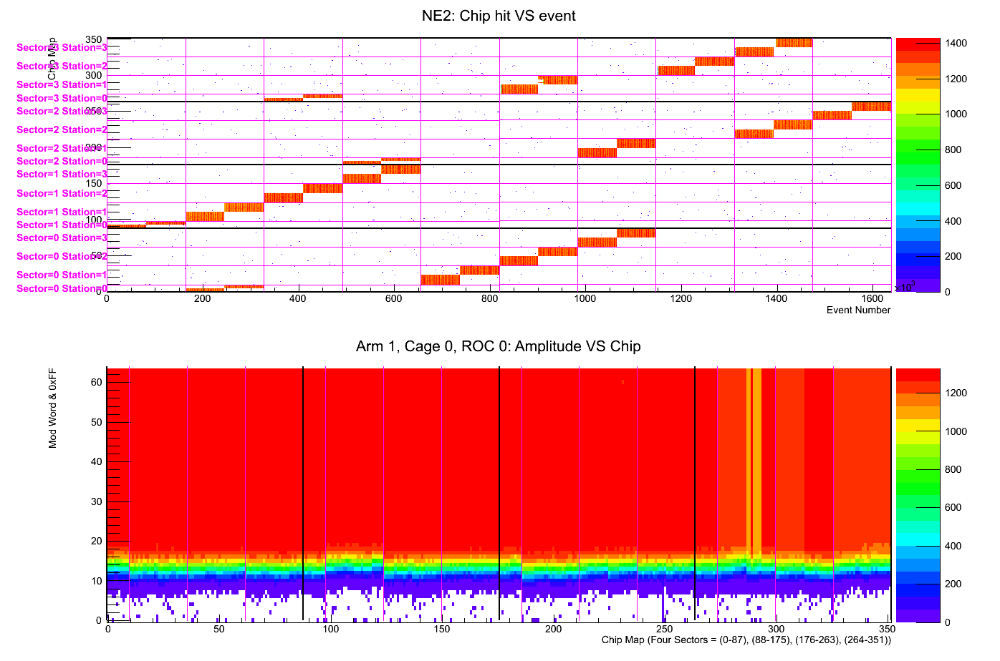 NE2: Chip hit VS event
Chip Map
350
300
250
200
150
100
50
0
Sector=3 Station=3
Sector=3 Station=2
Sector=3 Station=1
Sector=3 Station=0
Sector=2 Station=3
Sector=2 Station=2
Sector=2 Station=1
Sector=2 Station=0
Sector=1 Station=3
Sector=1 Station=2
Sector=1 Station=1
Sector=1 Station=0
Sector=0 Station=3
Sector=0 Station=2
Sector=0 Station=1
Sector=0 Station=0
0 200 400 600 800 1000 1200 1400 1600
×10³
Event Number
1400
1200
1000
800
600
400
200
0
Arm 1, Cage 0, ROC 0: Amplitude VS Chip
Mod Word & 0xFF
60
50
40
30
20
10
0
0 50 100 150 200 250 300 350
Chip Map (Four Sectors = (0-87), (88-175), (176-263), (264-351))
1200
1000
800
600
400
200
0